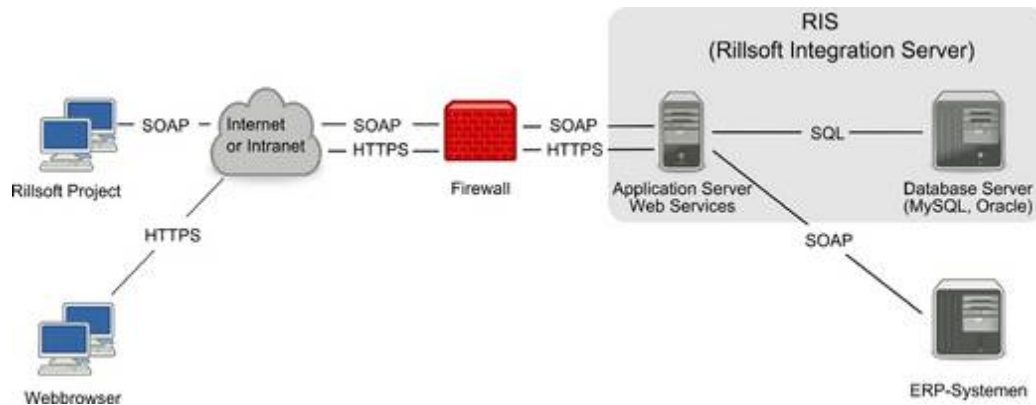 RIS
(Rillsoft Integration Server)
SOAP
Internet
or Intranet
SOAP
HTTPS
SOAP
HTTPS
SQL
Rillsoft Project
Firewall
Application Server
Web Services
Database Server
(MySQL, Oracle)
HTTPS
SOAP
Webbrowser
ERP-Systemen